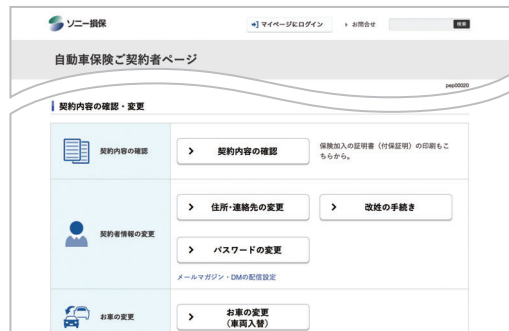 ソニー損保
マイページにログイン
お問合せ
検索
自動車保険ご契約者ページ
pep00020
契約内容の確認・変更
契約内容の確認
契約内容の確認
保険加入の証明書（付保証明）の印刷もこ
ちらから。
契約者情報の変更
住所・連絡先の変更
改姓の手続き
パスワードの変更
メールマガジン・DMの配信設定
お車の変更
お車の変更
（車両入替）